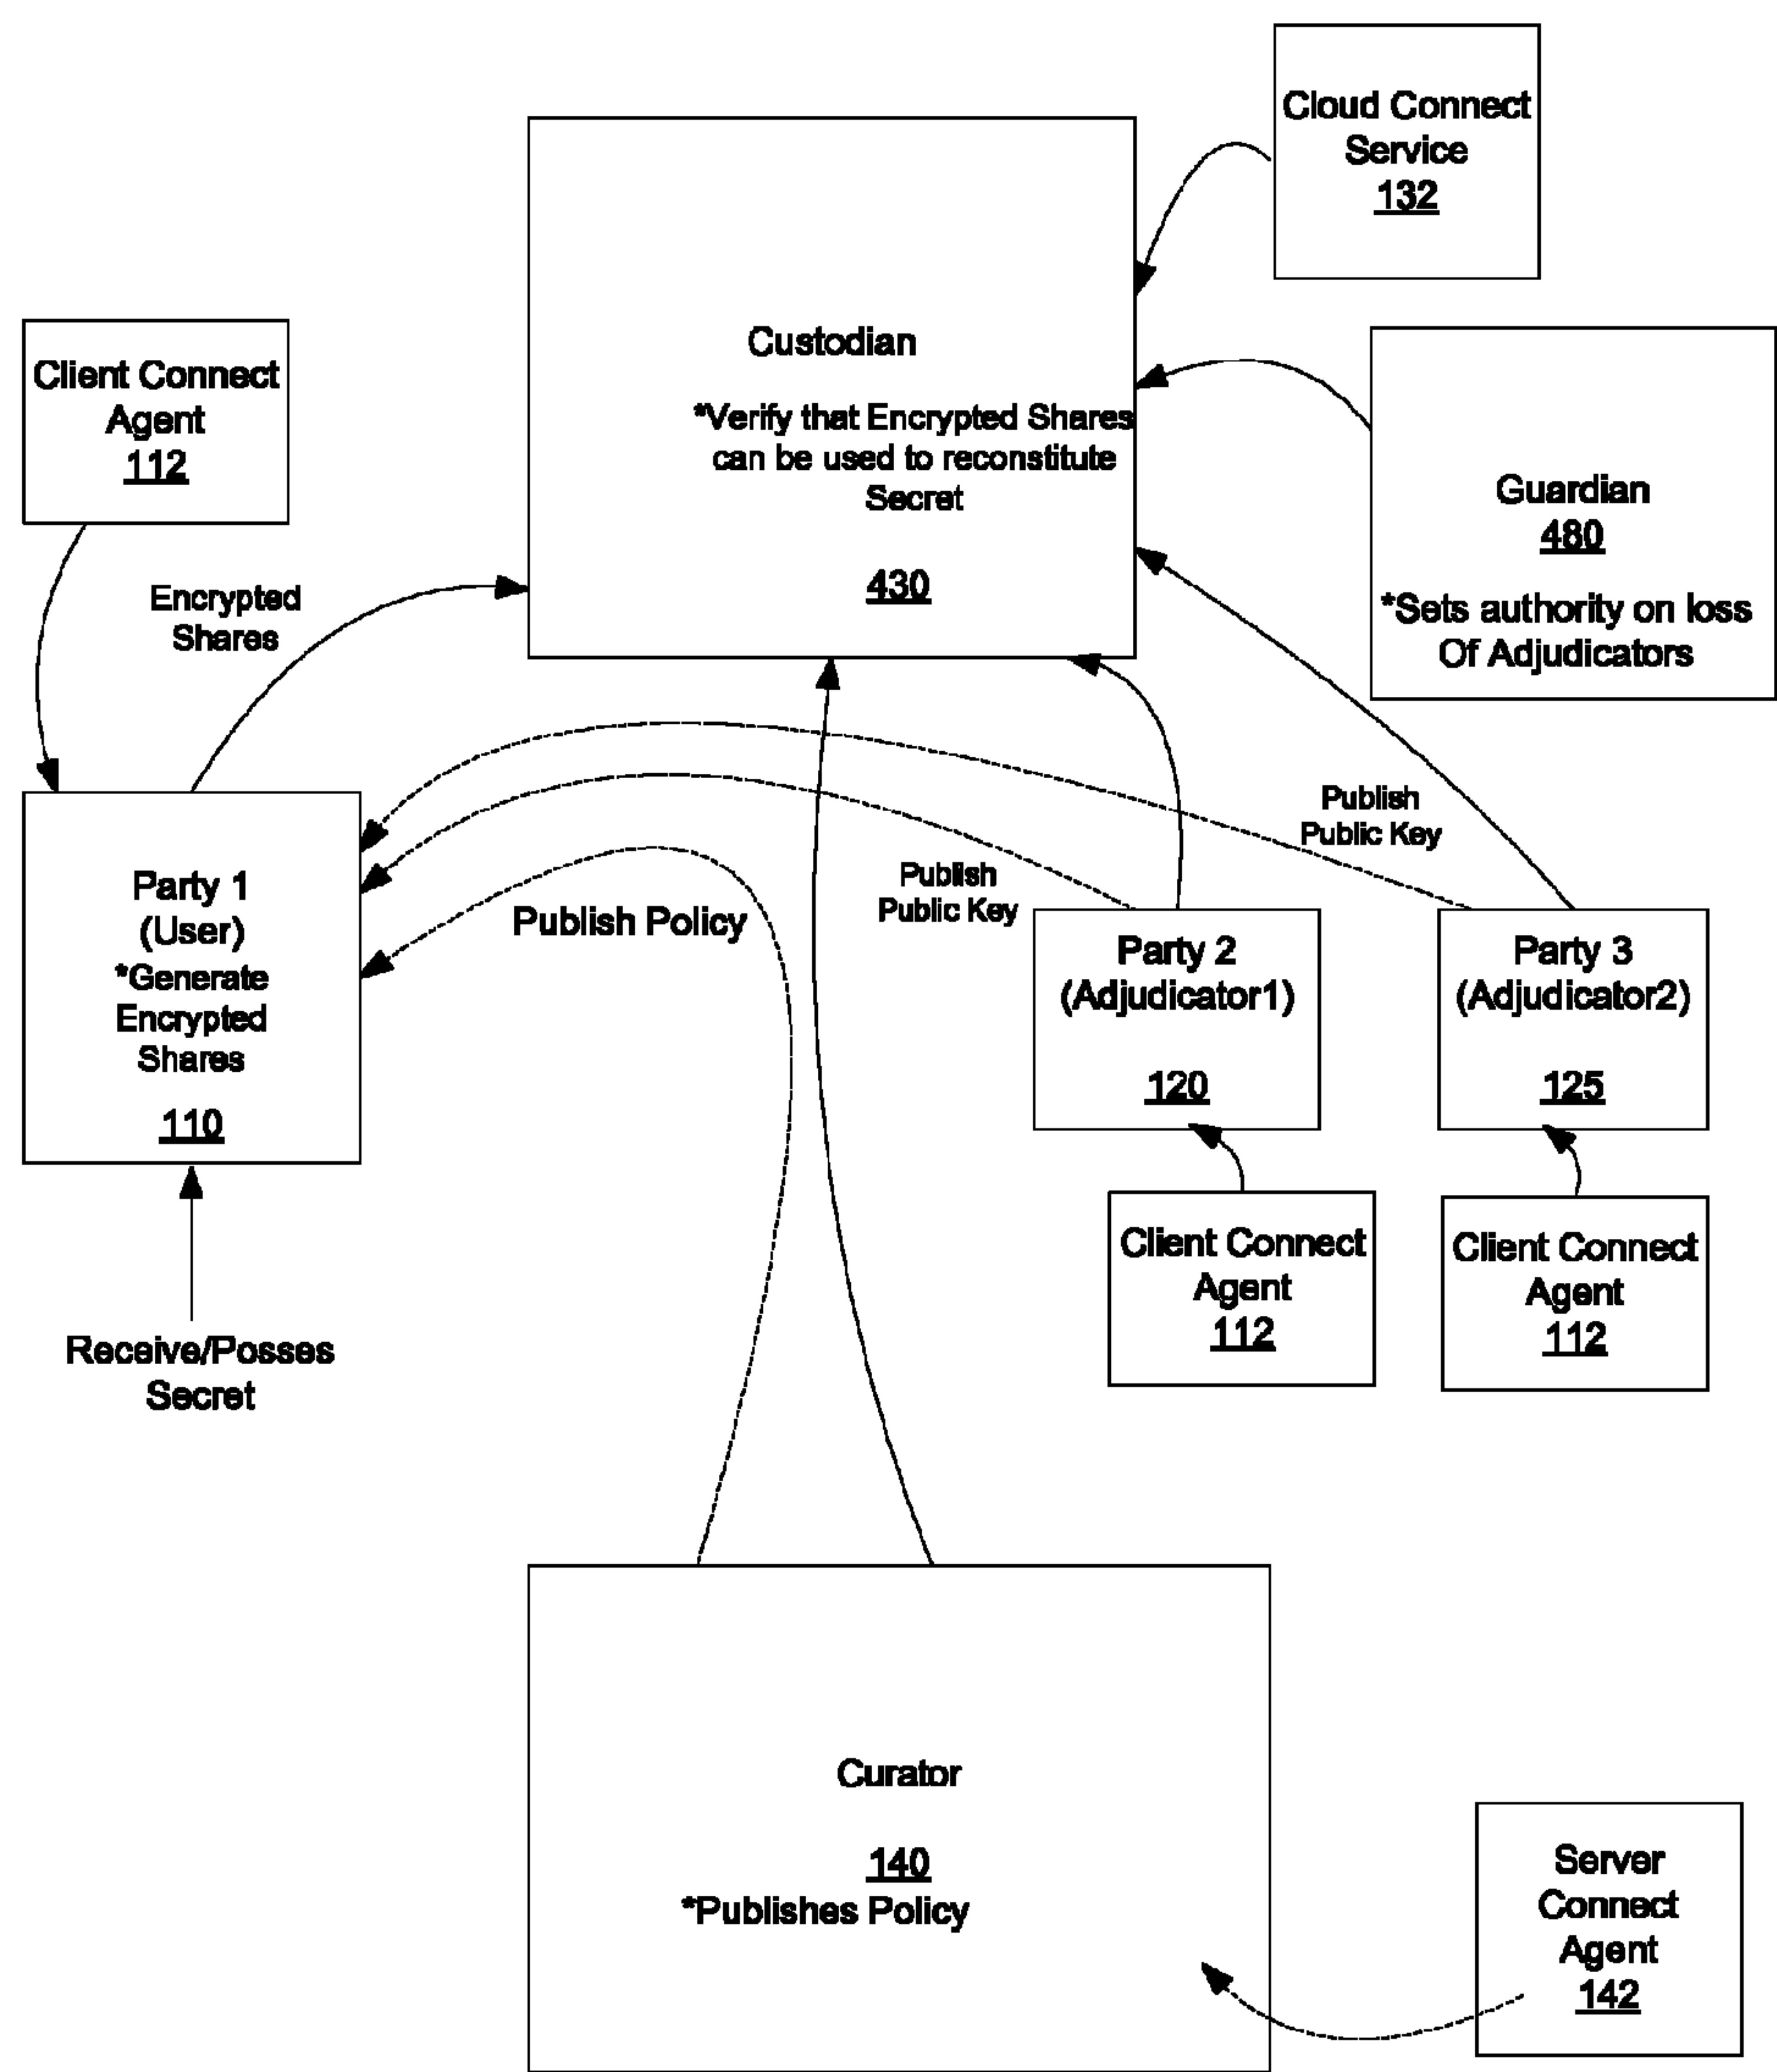 Cloud Connect
Service
132
Custodian
*Verify that Encrypted Shares
can be used to reconstitute
Secret
430
Client Connect
Agent
112
Guardian
480
*Sets authority on loss
Of Adjudicators
Encrypted
Shares
Publish
Public Key
Publish
Public Key
Publish Policy
Party 1
(User)
*Generate
Encrypted
Shares
110
Party 2
(Adjudicator1)
120
Party 3
(Adjudicator2)
125
Client Connect
Agent
112
Client Connect
Agent
112
Receive/Posses
Secret
Curator
140
*Publishes Policy
Server
Connect
Agent
142